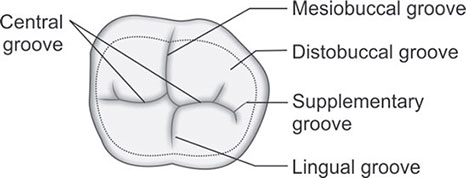 Central
groove
Mesiobuccal groove
Distobuccal groove
Supplementary
groove
Lingual groove